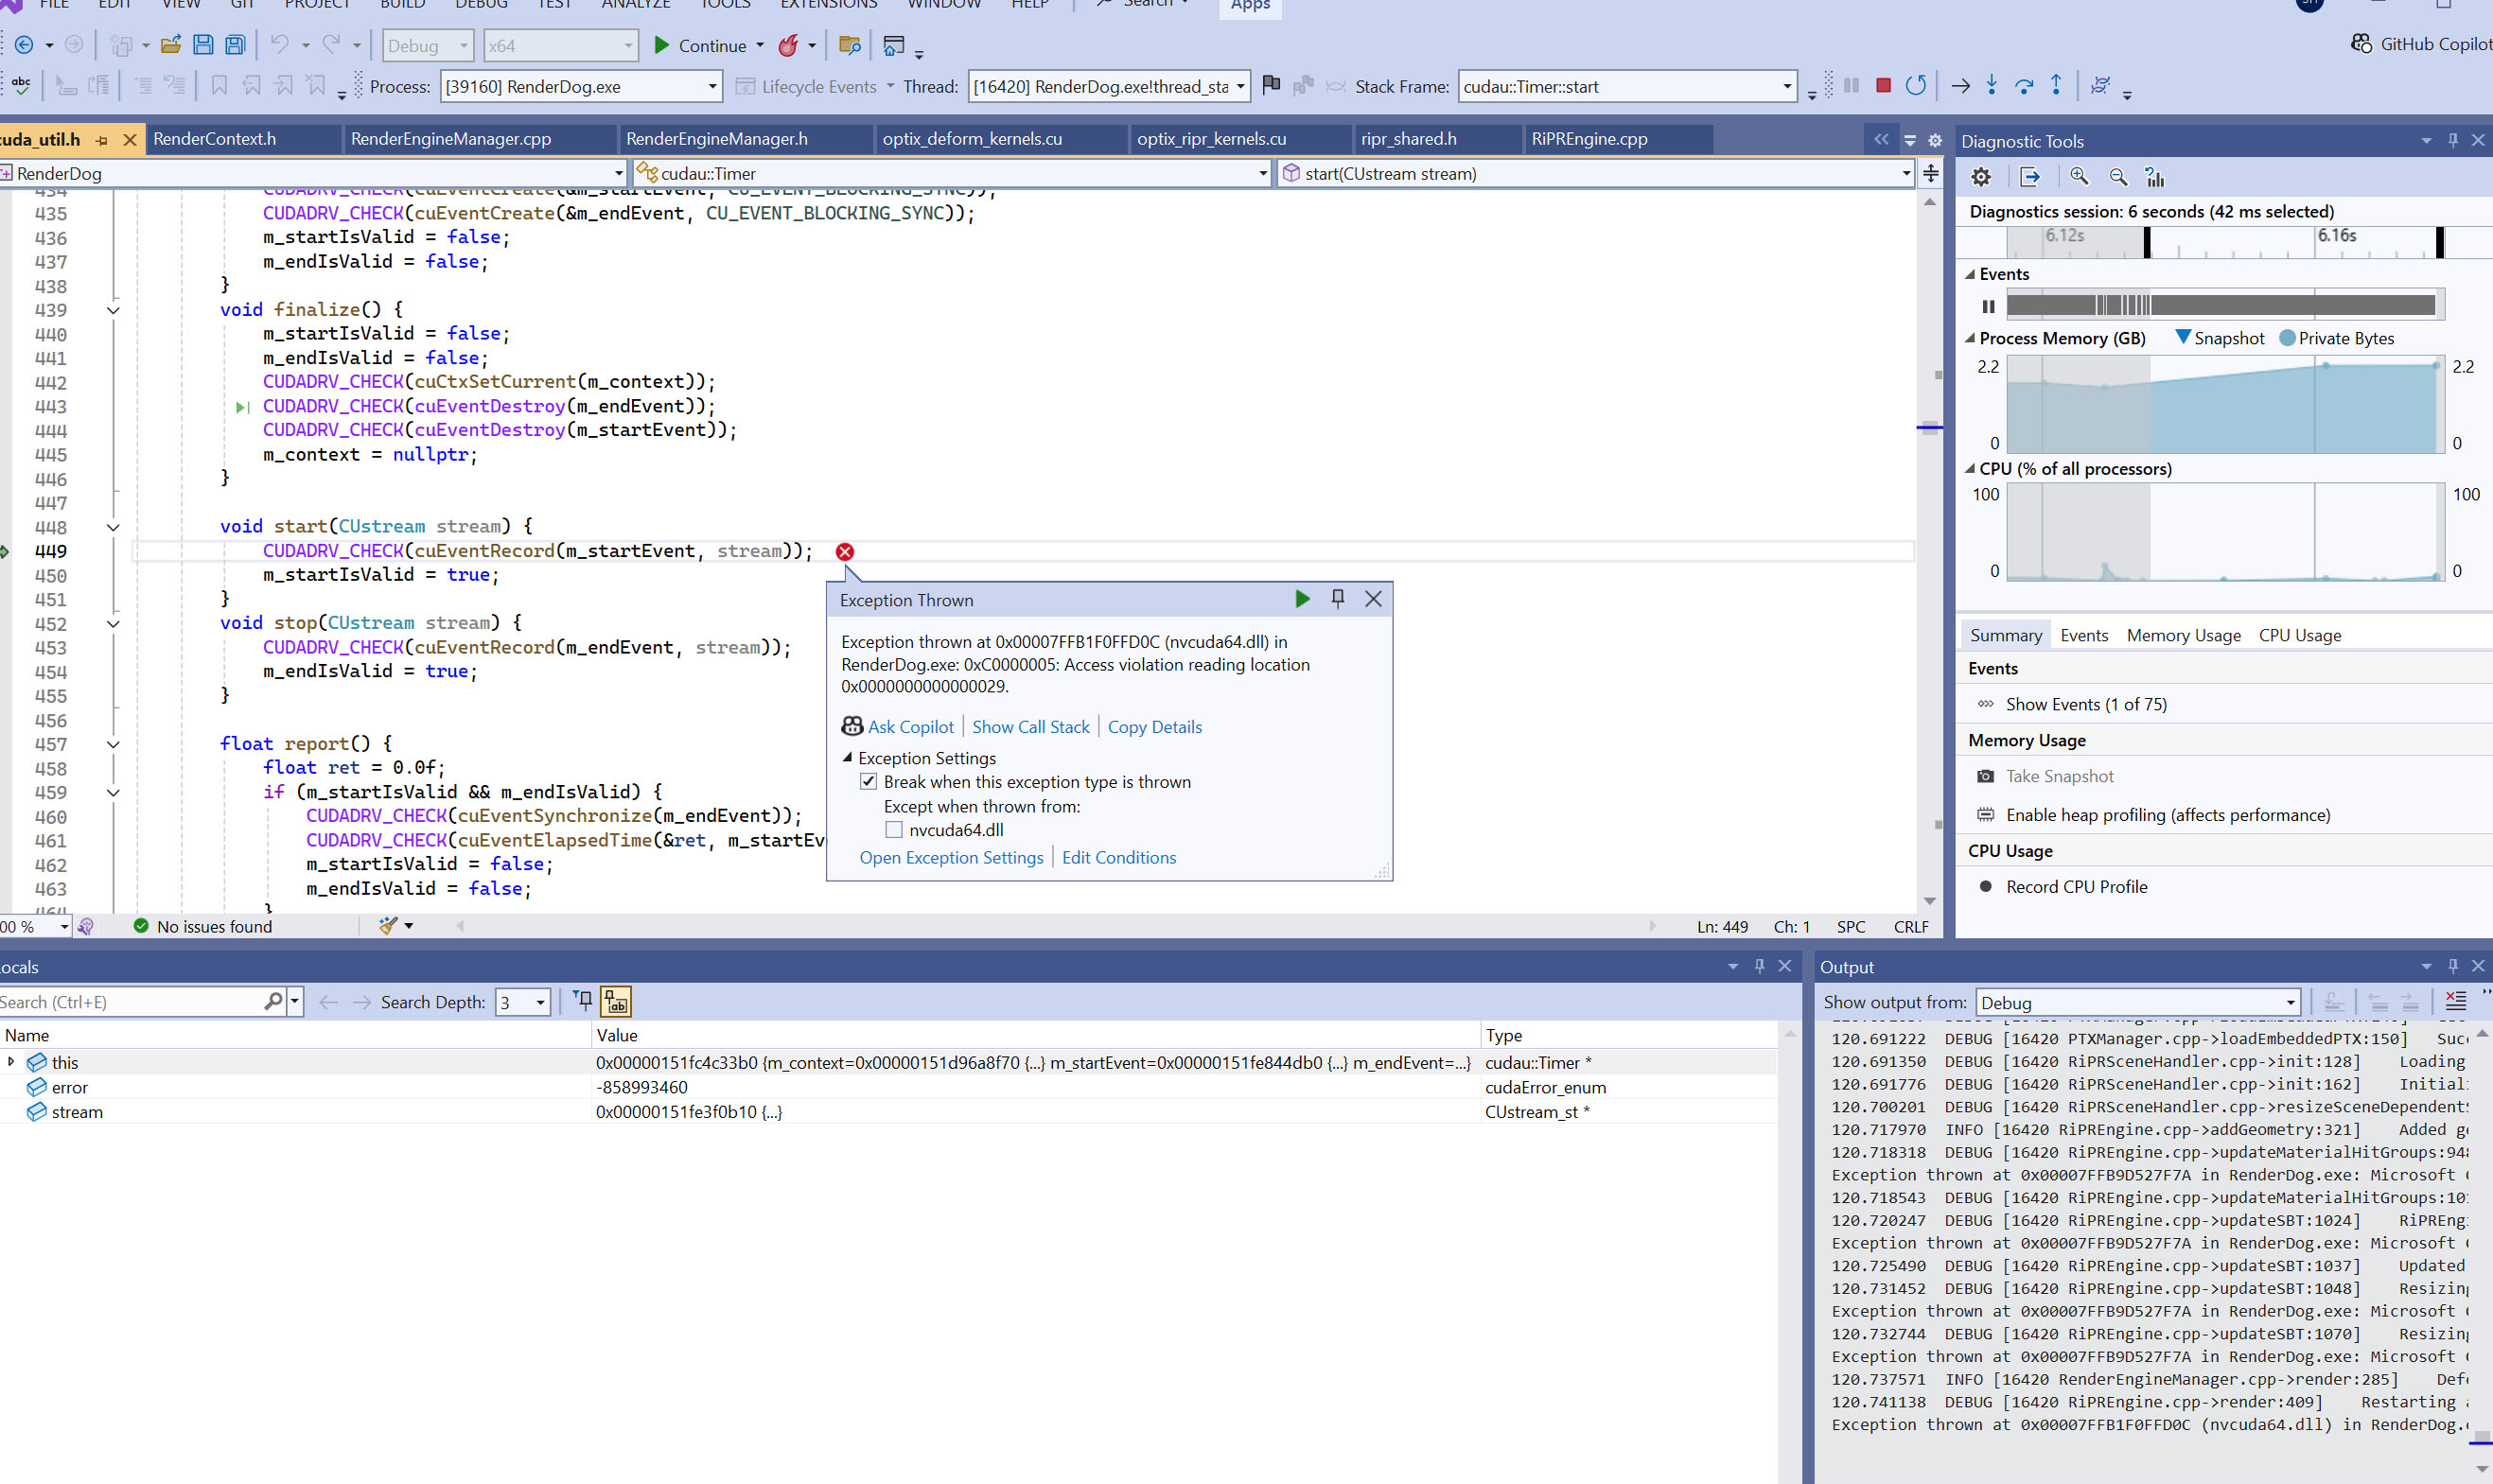 FILE EDIT VIEW GIT PROJECT BUILD DEBUG TEST ANALYZE TOOLS EXTENSIONS WINDOW HELP Search Apps
Debug x64 Continue GitHub Copilot
abc Process: [39160] RenderDog.exe Lifecycle Events Thread: [16420] RenderDog.exe!thread_sta Stack Frame: cudau::Timer::start
cuda_util.h RenderContext.h RenderEngineManager.cpp RenderEngineManager.h optix_deform_kernels.cu optix_ripr_kernels.cu ripr_shared.h RiPREngine.cpp
RenderDog cudau::Timer start(CUstream stream)
434 CUDADRV_CHECK(cuEventCreate(&m_startEvent, CU_EVENT_BLOCKING_SYNC));
435 CUDADRV_CHECK(cuEventCreate(&m_endEvent, CU_EVENT_BLOCKING_SYNC));
436 m_startIsValid = false;
437 m_endIsValid = false;
438 }
439 void finalize() {
440 m_startIsValid = false;
441 m_endIsValid = false;
442 CUDADRV_CHECK(cuCtxSetCurrent(m_context));
443 CUDADRV_CHECK(cuEventDestroy(m_endEvent));
444 CUDADRV_CHECK(cuEventDestroy(m_startEvent));
445 m_context = nullptr;
446 }
447
448 void start(CUstream stream) {
449 CUDADRV_CHECK(cuEventRecord(m_startEvent, stream));
450 m_startIsValid = true;
451 }
452 void stop(CUstream stream) {
453 CUDADRV_CHECK(cuEventRecord(m_endEvent, stream));
454 m_endIsValid = true;
455 }
456
457 float report() {
458 float ret = 0.0f;
459 if (m_startIsValid && m_endIsValid) {
460 CUDADRV_CHECK(cuEventSynchronize(m_endEvent));
461 CUDADRV_CHECK(cuEventElapsedTime(&ret, m_startEv
462 m_startIsValid = false;
463 m_endIsValid = false;
464 }
Exception Thrown
Exception thrown at 0x00007FFB1F0FFD0C (nvcuda64.dll) in
RenderDog.exe: 0xC0000005: Access violation reading location
0x0000000000000029.
Ask Copilot Show Call Stack Copy Details
Exception Settings
Break when this exception type is thrown
Except when thrown from:
nvcuda64.dll
Open Exception Settings Edit Conditions
00 % No issues found Ln: 449 Ch: 1 SPC CRLF
Diagnostic Tools
Diagnostics session: 6 seconds (42 ms selected)
6.12s 6.16s
Events
Process Memory (GB) Snapshot Private Bytes
2.2 2.2
0 0
CPU (% of all processors)
100 100
0 0
Summary Events Memory Usage CPU Usage
Events
Show Events (1 of 75)
Memory Usage
Take Snapshot
Enable heap profiling (affects performance)
CPU Usage
Record CPU Profile
ocals
Search (Ctrl+E) Search Depth: 3
Name Value Type
this 0x00000151fc4c33b0 {m_context=0x00000151d96a8f70 {...} m_startEvent=0x00000151fe844db0 {...} m_endEvent=...} cudau::Timer *
error -858993460 cudaError_enum
stream 0x00000151fe3f0b10 {...} CUstream_st *
Output
Show output from: Debug
120.691222 DEBUG [16420 PTXManager.cpp->loadEmbeddedPTX:150] Suc
120.691350 DEBUG [16420 RiPRSceneHandler.cpp->init:128] Loading
120.691776 DEBUG [16420 RiPRSceneHandler.cpp->init:162] Initiali
120.700201 DEBUG [16420 RiPRSceneHandler.cpp->resizeSceneDependentS
120.717970 INFO [16420 RiPREngine.cpp->addGeometry:321] Added ge
120.718318 DEBUG [16420 RiPREngine.cpp->updateMaterialHitGroups:948
Exception thrown at 0x00007FFB9D527F7A in RenderDog.exe: Microsoft C
120.718543 DEBUG [16420 RiPREngine.cpp->updateMaterialHitGroups:101
120.720247 DEBUG [16420 RiPREngine.cpp->updateSBT:1024] RiPREng
Exception thrown at 0x00007FFB9D527F7A in RenderDog.exe: Microsoft C
120.725490 DEBUG [16420 RiPREngine.cpp->updateSBT:1037] Updated
120.731452 DEBUG [16420 RiPREngine.cpp->updateSBT:1048] Resizing
Exception thrown at 0x00007FFB9D527F7A in RenderDog.exe: Microsoft C
120.732744 DEBUG [16420 RiPREngine.cpp->updateSBT:1070] Resizing
Exception thrown at 0x00007FFB9D527F7A in RenderDog.exe: Microsoft C
120.737571 INFO [16420 RenderEngineManager.cpp->render:285] Defe
120.741138 DEBUG [16420 RiPREngine.cpp->render:409] Restarting a
Exception thrown at 0x00007FFB1F0FFD0C (nvcuda64.dll) in RenderDog.e